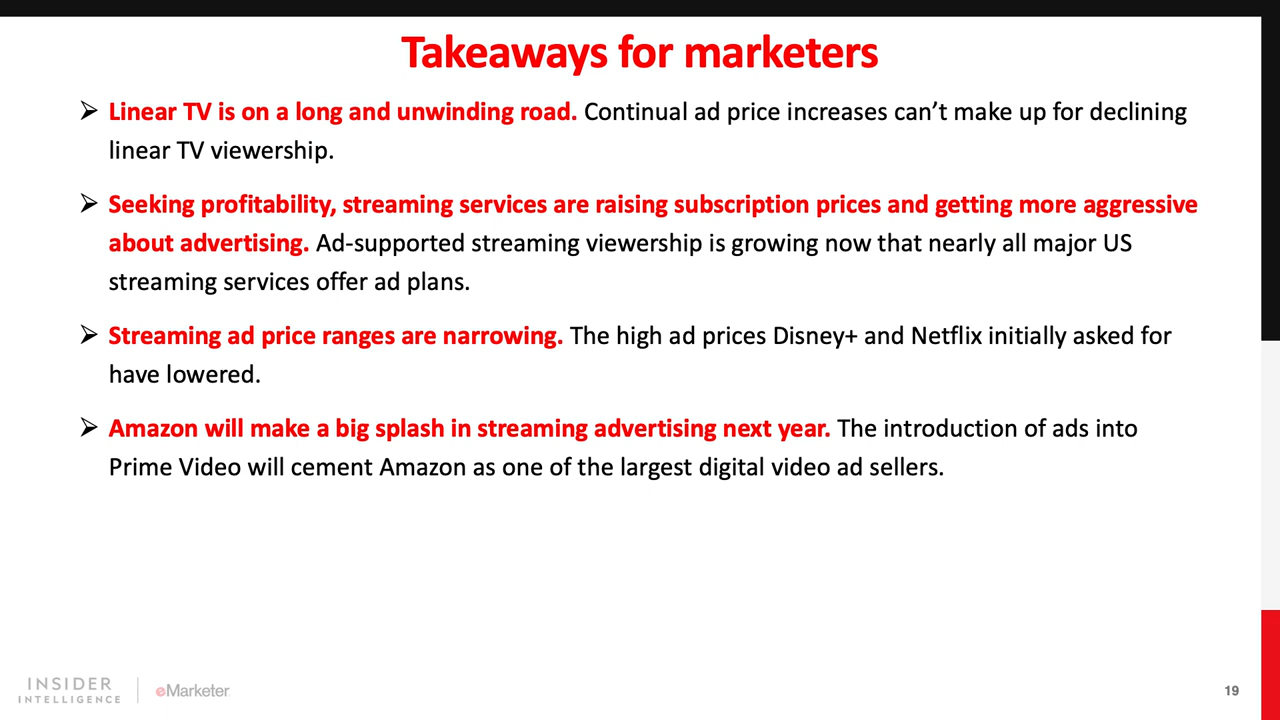 Takeaways for marketers
➢ Linear TV is on a long and unwinding road. Continual ad price increases can’t make up for declining
linear TV viewership.
➢ Seeking profitability, streaming services are raising subscription prices and getting more aggressive
about advertising. Ad-supported streaming viewership is growing now that nearly all major US
streaming services offer ad plans.
➢ Streaming ad price ranges are narrowing. The high ad prices Disney+ and Netflix initially asked for
have lowered.
➢ Amazon will make a big splash in streaming advertising next year. The introduction of ads into
Prime Video will cement Amazon as one of the largest digital video ad sellers.
INSIDER
INTELLIGENCE
eMarketer
19